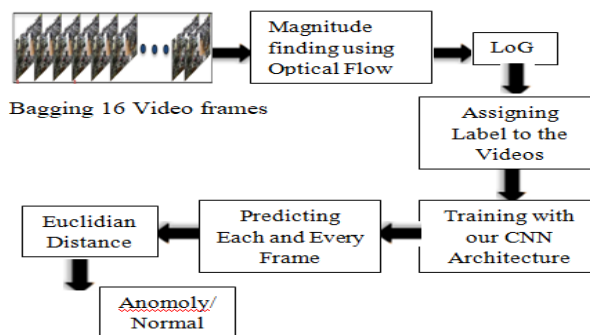 Magnitude
finding using
Optical Flow
LoG
Bagging 16 Video frames
Assigning
Label to the
Videos
Training with
our CNN
Architecture
Predicting
Each and Every
Frame
Euclidian
Distance
Anomoly/
Normal